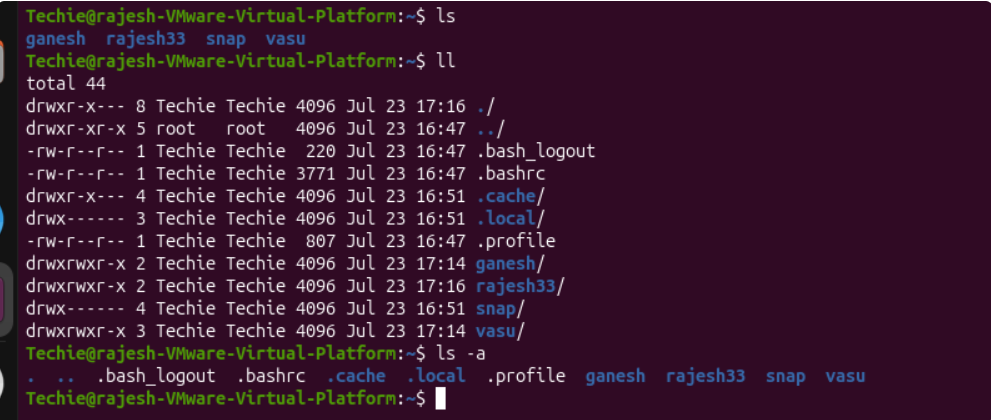 Techie@rajesh-VMware-Virtual-Platform:~$ ls
ganesh  rajesh33  snap  vasu
Techie@rajesh-VMware-Virtual-Platform:~$ ll
total 44
drwxr-x--- 8 Techie Techie 4096 Jul 23 17:16 ./
drwxr-xr-x 5 root   root   4096 Jul 23 16:47 ../
-rw-r--r-- 1 Techie Techie  220 Jul 23 16:47 .bash_logout
-rw-r--r-- 1 Techie Techie 3771 Jul 23 16:47 .bashrc
drwxr-x--- 4 Techie Techie 4096 Jul 23 16:51 .cache/
drwx------ 3 Techie Techie 4096 Jul 23 16:51 .local/
-rw-r--r-- 1 Techie Techie  807 Jul 23 16:47 .profile
drwxrwxr-x 2 Techie Techie 4096 Jul 23 17:14 ganesh/
drwxrwxr-x 2 Techie Techie 4096 Jul 23 17:16 rajesh33/
drwx------ 4 Techie Techie 4096 Jul 23 16:51 snap/
drwxrwxr-x 3 Techie Techie 4096 Jul 23 17:14 vasu/
Techie@rajesh-VMware-Virtual-Platform:~$ ls -a
.  ..  .bash_logout  .bashrc  .cache  .local  .profile  ganesh  rajesh33  snap  vasu
Techie@rajesh-VMware-Virtual-Platform:~$